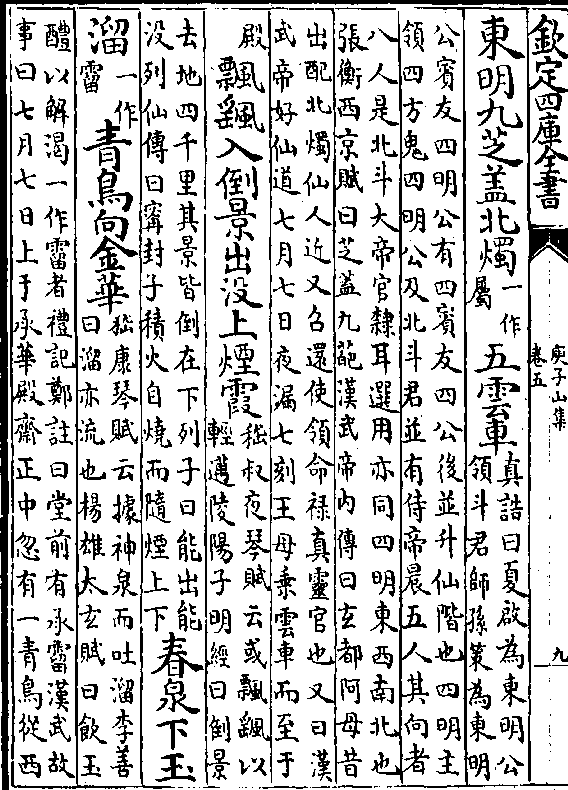 欽定四庫全書
庾子山集
卷五
九
東明九芝蓋北燭一作屬五雲車真誥曰夏啟為東明公領斗君師孫策為東明
公賓友四明公有四賓友四公後並升仙階也四明主
領四方鬼四明公及北斗君並有侍帝晨五人其向者
八人是北斗大帝官隸耳選用亦同四明東西南北也
張衡西京賦曰芝蓋九葩漢武帝內傳曰玄都阿母昔
出配北燭仙人近又召還使領命禄真靈官也又曰漢
武帝好仙道七月七日夜漏七刻王母乗雲車而至于
殿飄颻入倒景出没上煙霞嵇叔夜琴賦云或飄颻以輕邁陵陽子明經曰倒景
去地四千里其景皆倒在下列子曰能出能
没列仙傳曰甯封子積火自燒而隨煙上下春泉下玉
溜一作霤青鳥向金華嵇康琴賦云據神泉而吐溜李善曰溜亦流也楊雄太玄賦曰飲玉
醴以解渴一作霤者禮記鄭註曰堂前有承霤漢武故
事曰七月七日上于承華殿齋正中忽有一青鳥從西